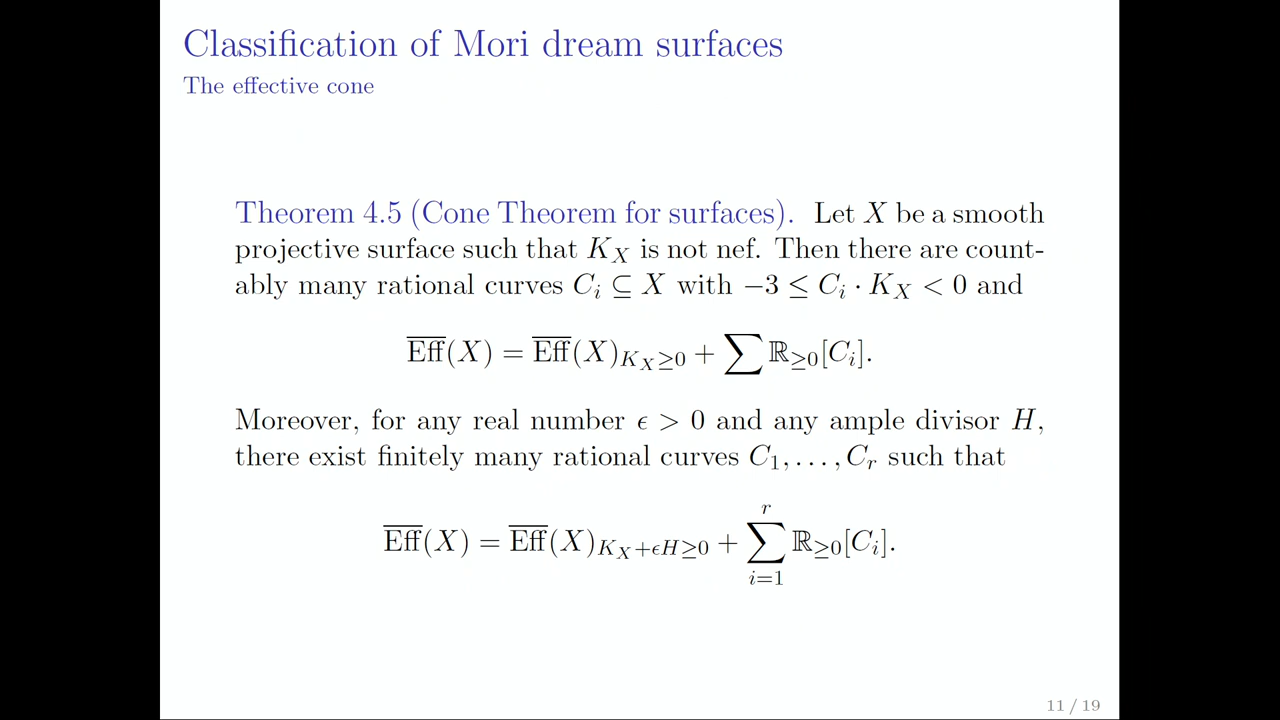 Classification of Mori dream surfaces
The effective cone
Theorem 4.5 (Cone Theorem for surfaces). Let X be a smooth
projective surface such that K_X is not nef. Then there are count-
ably many rational curves C_i ⊆ X with −3 ≤ C_i · K_X < 0 and
\overline{Eff}(X) = \overline{Eff}(X)_{K_X≥0} + ∑ ℝ_{≥0}[C_i].
Moreover, for any real number ϵ > 0 and any ample divisor H,
there exist finitely many rational curves C_1, . . . , C_r such that
\overline{Eff}(X) = \overline{Eff}(X)_{K_X+ϵH≥0} + ∑_{i=1}^{r} ℝ_{≥0}[C_i].
11 / 19